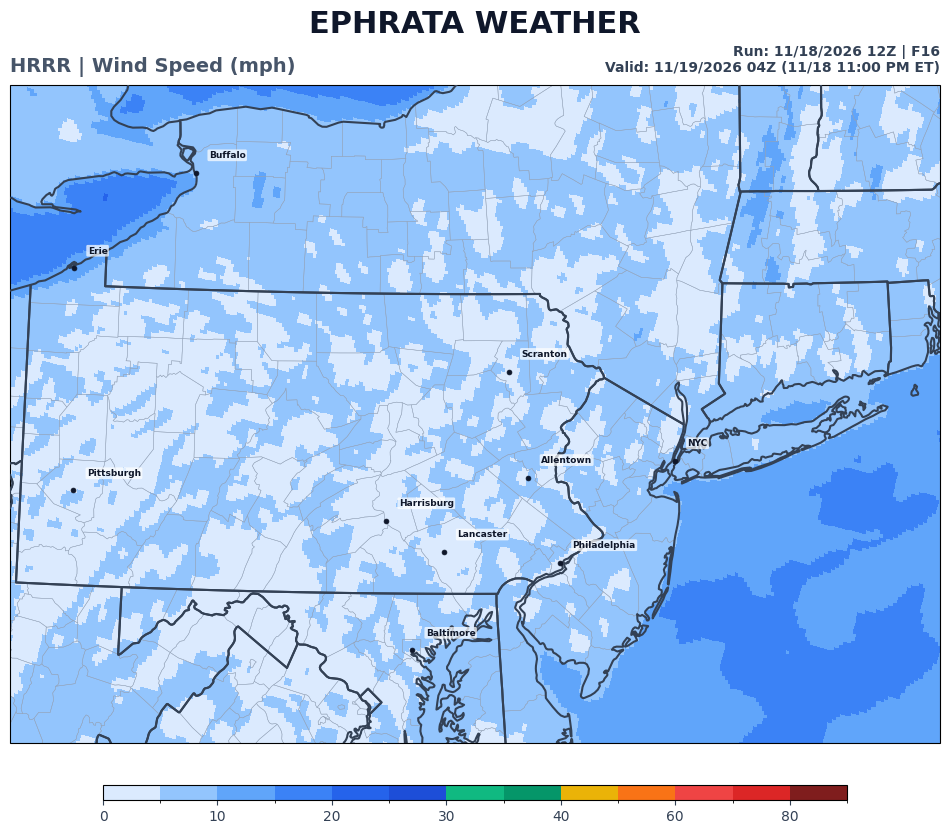 EPHRATA WEATHER
HRRR | Wind Speed (mph)
Run: 11/18/2026 12Z | F16
Valid: 11/19/2026 04Z (11/18 11:00 PM ET)
Buffalo
Erie
Scranton
NYC
Allentown
Pittsburgh
Harrisburg
Lancaster
Philadelphia
Baltimore
0 10 20 30 40 50 60 70 80